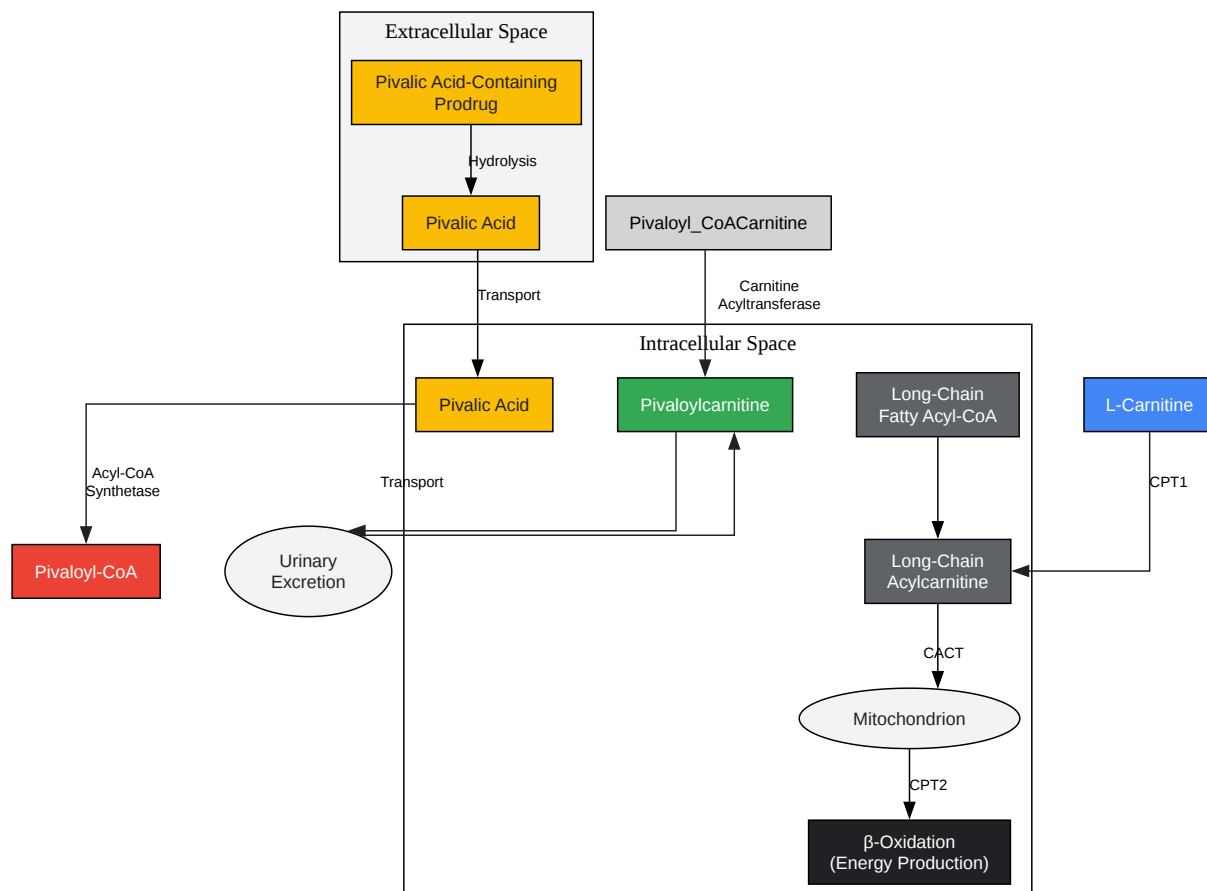 Extracellular Space
Pivalic Acid-Containing
Prodrug
Hydrolysis
Pivalic Acid
Pivaloyl_CoACarnitine
Transport
Carnitine
Acyltransferase
Intracellular Space
Pivalic Acid
Pivaloylcarnitine
Long-Chain
Fatty Acyl-CoA
L-Carnitine
Acyl-CoA
Synthetase
Transport
CPT1
Pivaloyl-CoA
Urinary
Excretion
Long-Chain
Acylcarnitine
CACT
Mitochondrion
CPT2
β-Oxidation
(Energy Production)